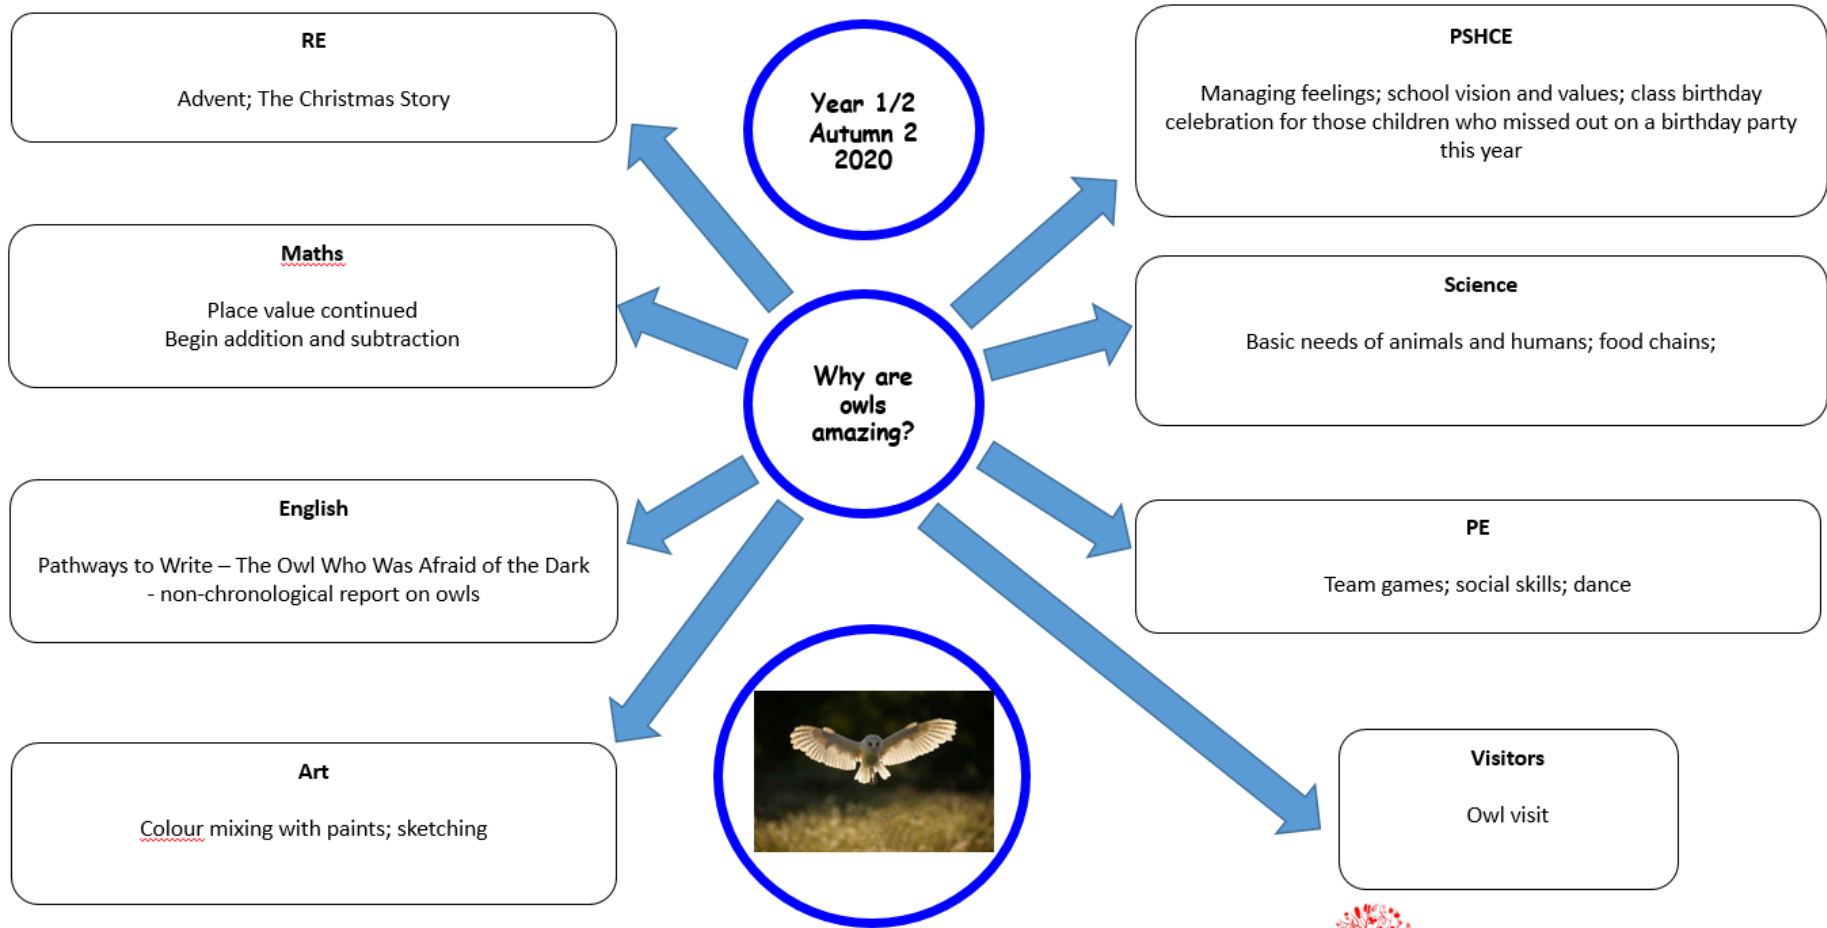 RE
Advent; The Christmas Story
Year 1/2
Autumn 2
2020
PSHCE
Managing feelings; school vision and values; class birthday
celebration for those children who missed out on a birthday party
this year
Maths
Place value continued
Begin addition and subtraction
Science
Basic needs of animals and humans; food chains;
Why are
owls
amazing?
English
Pathways to Write – The Owl Who Was Afraid of the Dark
- non-chronological report on owls
PE
Team games; social skills; dance
Art
Colour mixing with paints; sketching
Visitors
Owl visit